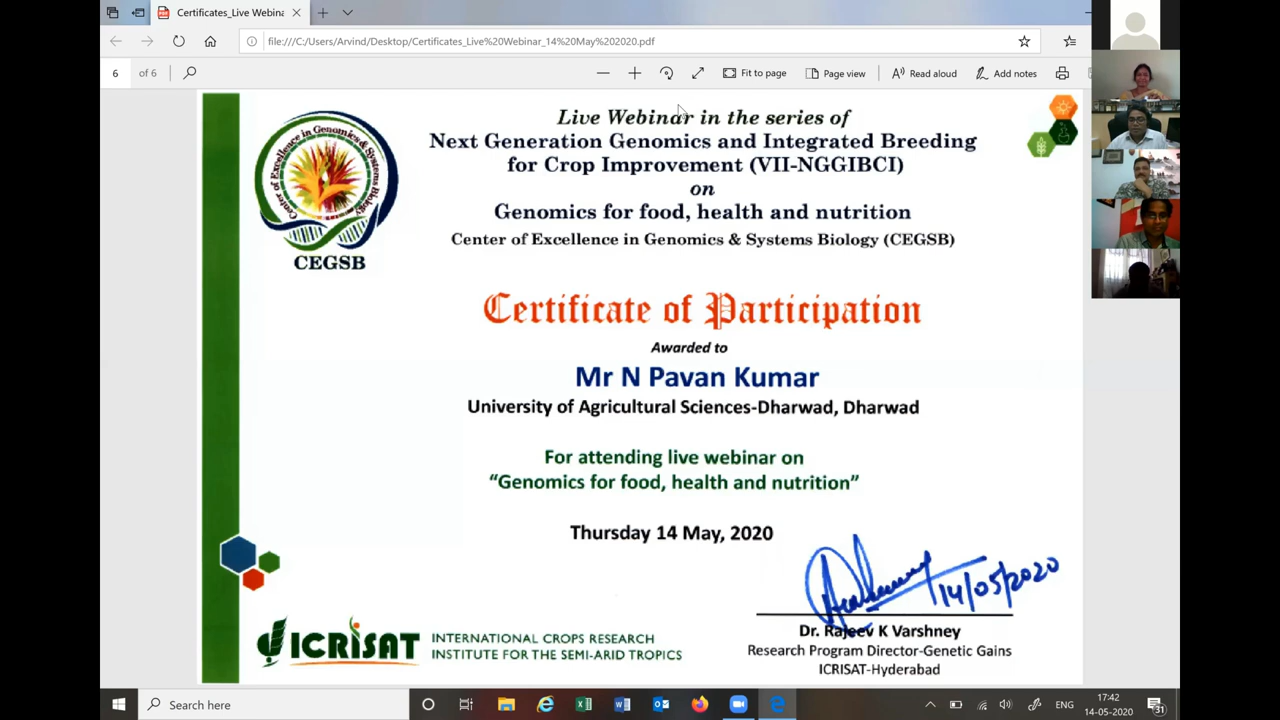 Certificates_Live Webina
file:///C:/Users/Arvind/Desktop/Certificates_Live%20Webinar_14%20May%202020.pdf
6 of 6
Fit to page
Page view
Read aloud
Add notes
Live Webinar in the series of
Next Generation Genomics and Integrated Breeding
for Crop Improvement (VII-NGGIBCI)
on
Genomics for food, health and nutrition
Center of Excellence in Genomics & Systems Biology (CEGSB)
Center of Excellence in Genomics & Systems Biology
CEGSB
Certificate of Participation
Awarded to
Mr N Pavan Kumar
University of Agricultural Sciences-Dharwad, Dharwad
For attending live webinar on
“Genomics for food, health and nutrition”
Thursday 14 May, 2020
14/05/2020
Dr. Rajeev K Varshney
Research Program Director-Genetic Gains
ICRISAT-Hyderabad
ICRISAT
INTERNATIONAL CROPS RESEARCH
INSTITUTE FOR THE SEMI-ARID TROPICS
Search here
ENG
17:42
14-05-2020
31